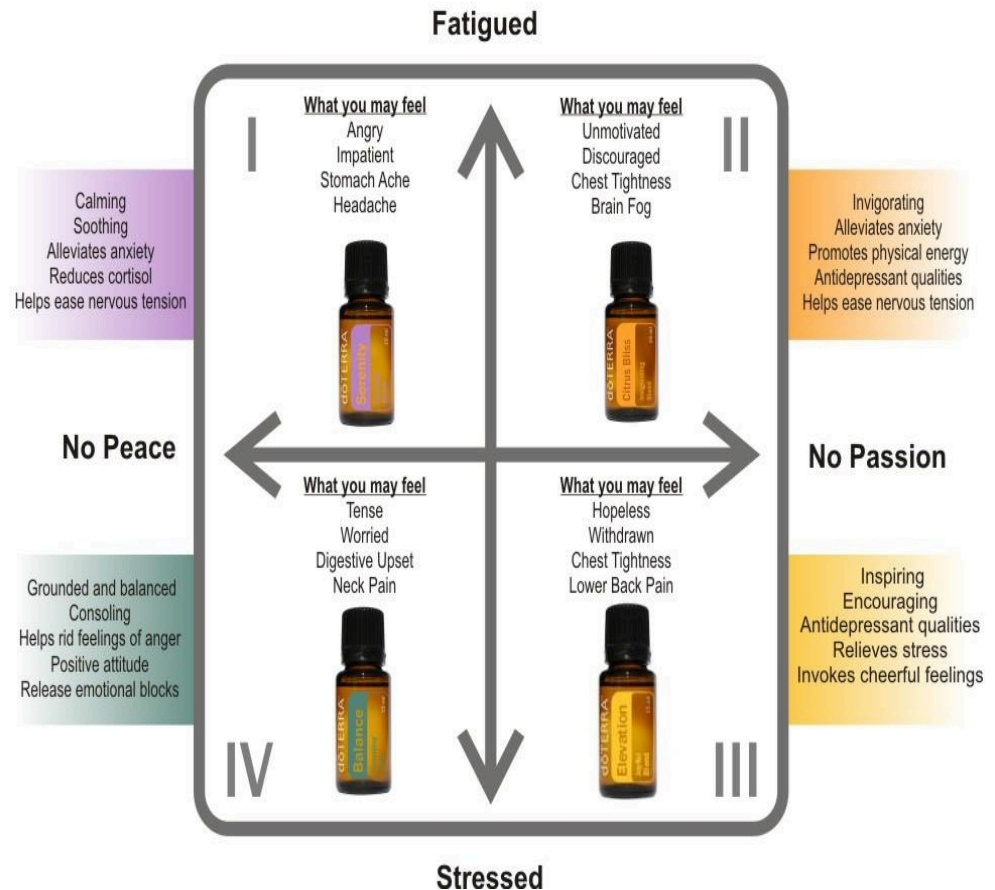 Fatigued
I
What you may feel
Angry
Impatient
Stomach Ache
Headache
II
What you may feel
Unmotivated
Discouraged
Chest Tightness
Brain Fog
Calming
Soothing
Alleviates anxiety
Reduces cortisol
Helps ease nervous tension
Invigorating
Alleviates anxiety
Promotes physical energy
Antidepressant qualities
Helps ease nervous tension
dōTERRA
Serenity
dōTERRA
Citrus Bliss
Invigorating
Blend
No Peace
No Passion
What you may feel
Tense
Worried
Digestive Upset
Neck Pain
What you may feel
Hopeless
Withdrawn
Chest Tightness
Lower Back Pain
Grounded and balanced
Consoling
Helps rid feelings of anger
Positive attitude
Release emotional blocks
Inspiring
Encouraging
Antidepressant qualities
Relieves stress
Invokes cheerful feelings
dōTERRA
Balance
dōTERRA
Elevation
Joyful
Blend
IV
III
Stressed